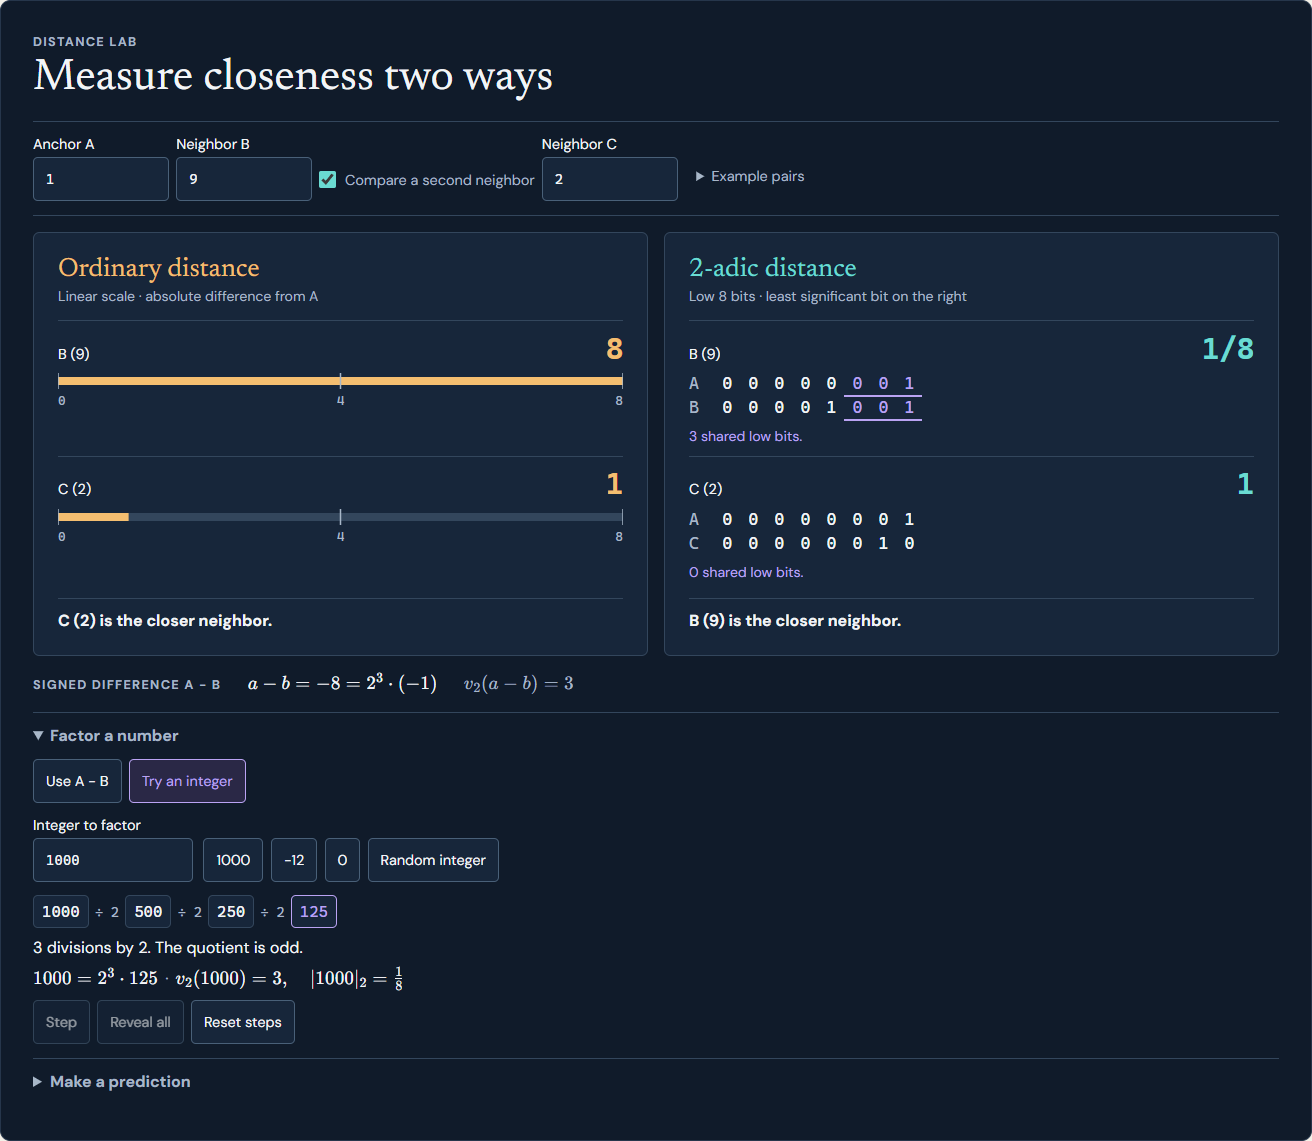 DISTANCE LAB
Measure closeness two ways
Anchor A
Neighbor B
Neighbor C
1
9
Compare a second neighbor
2
▶ Example pairs
Ordinary distance
Linear scale · absolute difference from A
B (9)
8
0 4 8
C (2)
1
0 4 8
C (2) is the closer neighbor.
2-adic distance
Low 8 bits · least significant bit on the right
B (9)
1/8
A 0 0 0 0 0 0 0 1
B 0 0 0 0 1 0 0 1
3 shared low bits.
C (2)
1
A 0 0 0 0 0 0 0 1
C 0 0 0 0 0 0 1 0
0 shared low bits.
B (9) is the closer neighbor.
SIGNED DIFFERENCE A − B a − b = −8 = 2³ · (−1) v₂(a − b) = 3
▼ Factor a number
Use A − B
Try an integer
Integer to factor
1000
1000
-12
0
Random integer
1000 ÷ 2 500 ÷ 2 250 ÷ 2 125
3 divisions by 2. The quotient is odd.
1000 = 2³ · 125 · v₂(1000) = 3, |1000|₂ = 1/8
Step
Reveal all
Reset steps
▶ Make a prediction